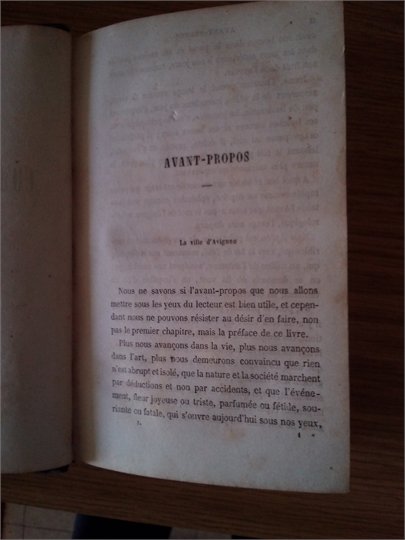 AVANT-PROPOS
La ville d'Avignon
Nous ne savons si l'avant-propos que nous allons
mettre sous les yeux du lecteur est bien utile, et cepen-
dant nous ne pouvons résister au désir d'en faire, non
pas le premier chapitre, mais la préface de ce livre.
Plus nous avançons dans la vie, plus nous avançons
dans l'art, plus nous demeurons convaincu que rien
n'est abrupt et isolé, que la nature et la société marchent
par déductions et non par accidents, et que l'événe-
ment, fleur joyeuse ou triste, parfumée ou fétide, sou-
riante ou fatale, qui s'ouvre aujourd'hui sous nos yeux,
1